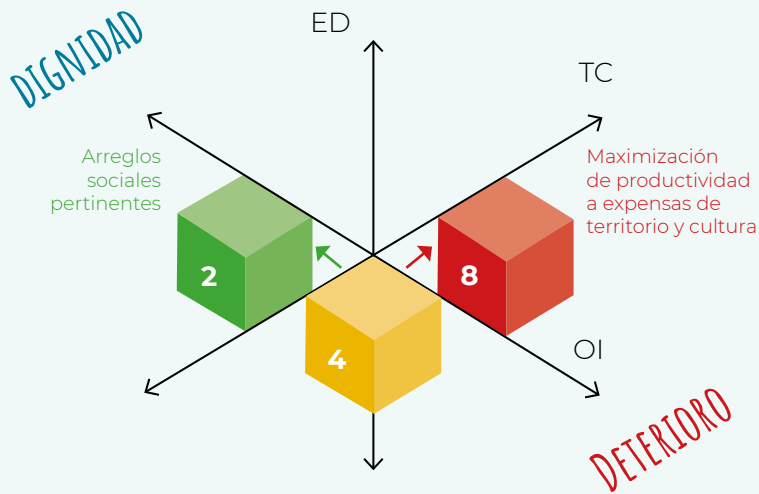 DIGNIDAD
ED
TC
Arreglos
sociales
pertinentes
Maximización
de productividad
a expensas de
territorio y cultura
2
8
4
OI
DETERIORO